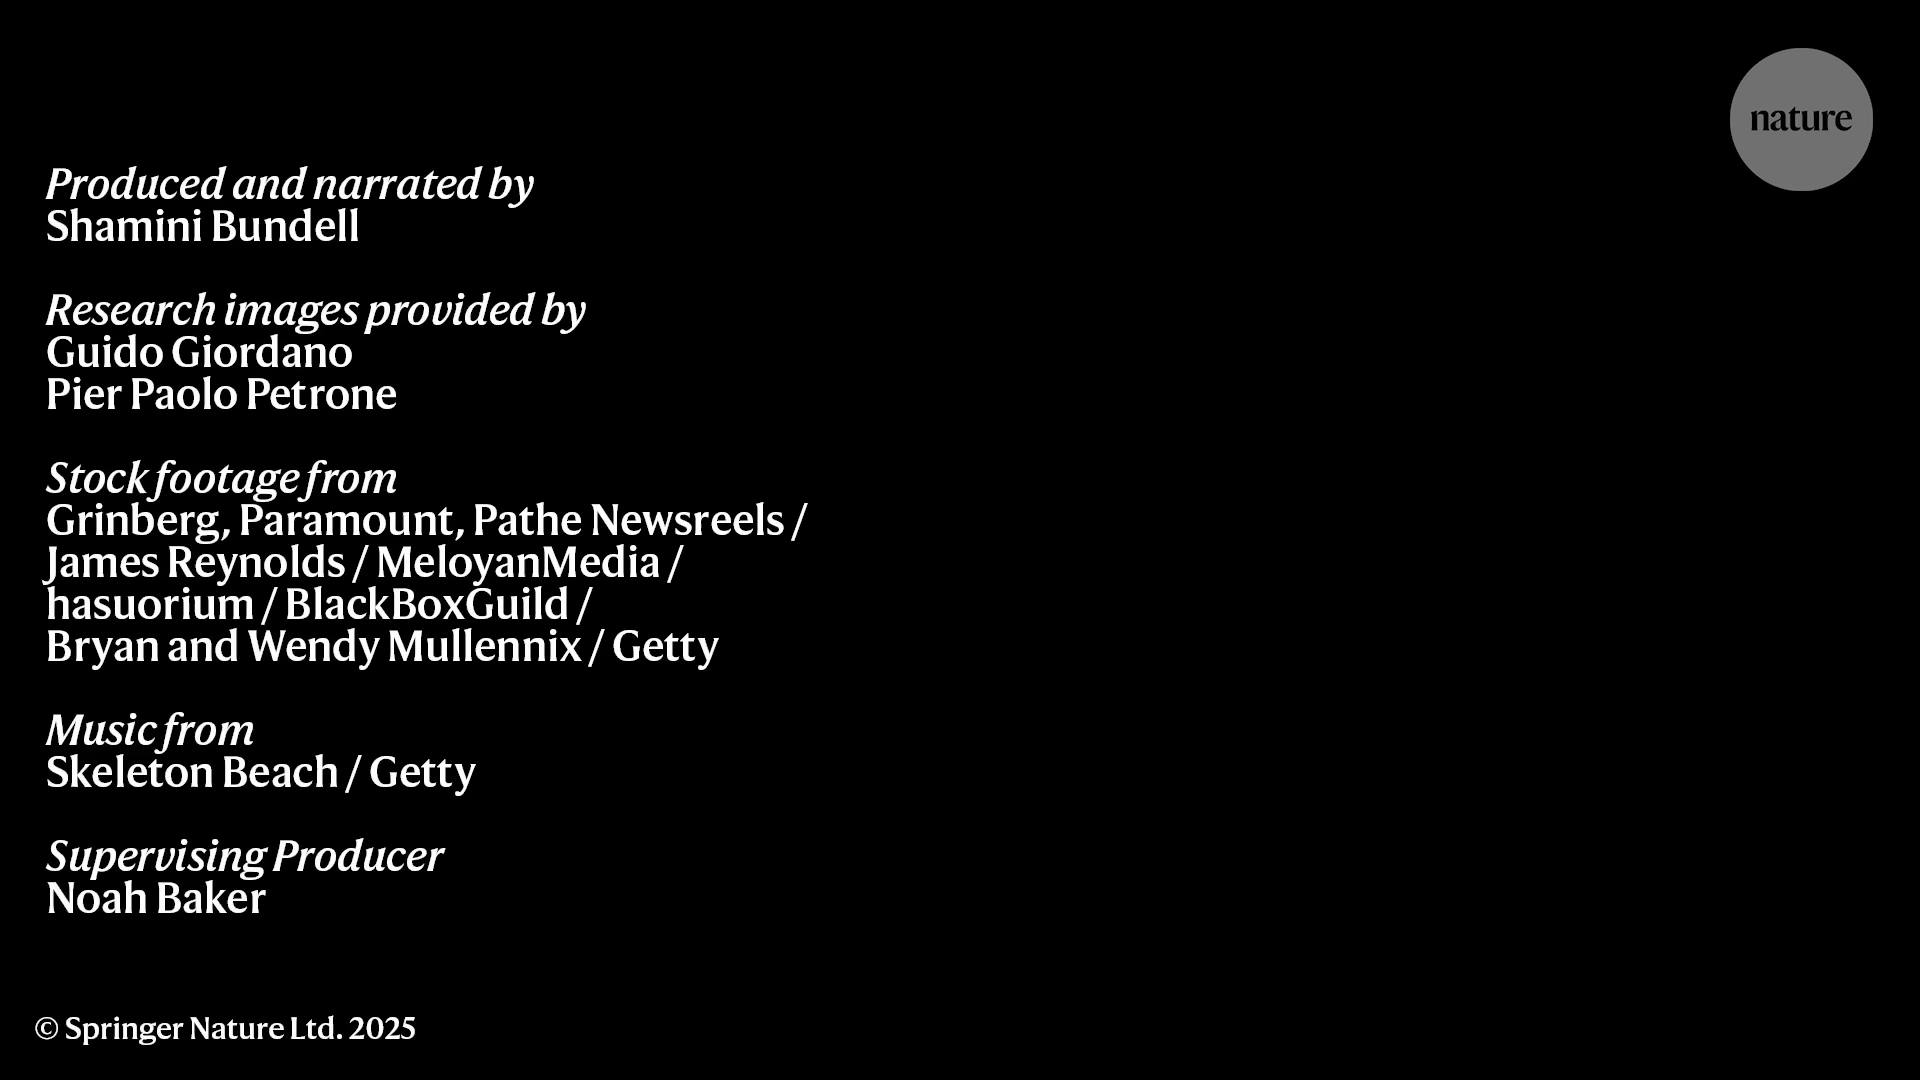 nature
Produced and narrated by
Shamini Bundell
Research images provided by
Guido Giordano
Pier Paolo Petrone
Stock footage from
Grinberg, Paramount, Pathe Newsreels /
James Reynolds / MeloyanMedia /
hasuorium / BlackBoxGuild /
Bryan and Wendy Mullennix / Getty
Music from
Skeleton Beach / Getty
Supervising Producer
Noah Baker
© Springer Nature Ltd. 2025